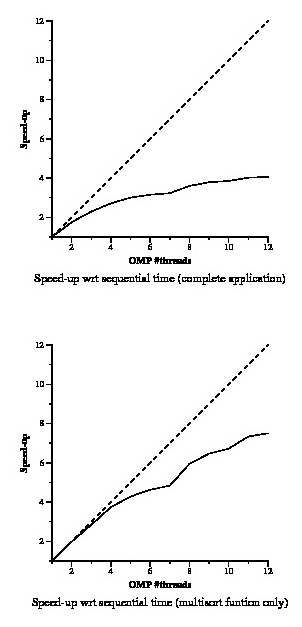 12
10
8
6
4
2
Speed-up
2 4 6 8 10 12
OMP #threads
Speed-up wrt sequential time (complete application)
12
10
8
6
4
2
Speed-up
2 4 6 8 10 12
OMP #threads
Speed-up wrt sequential time (multisort funtion only)